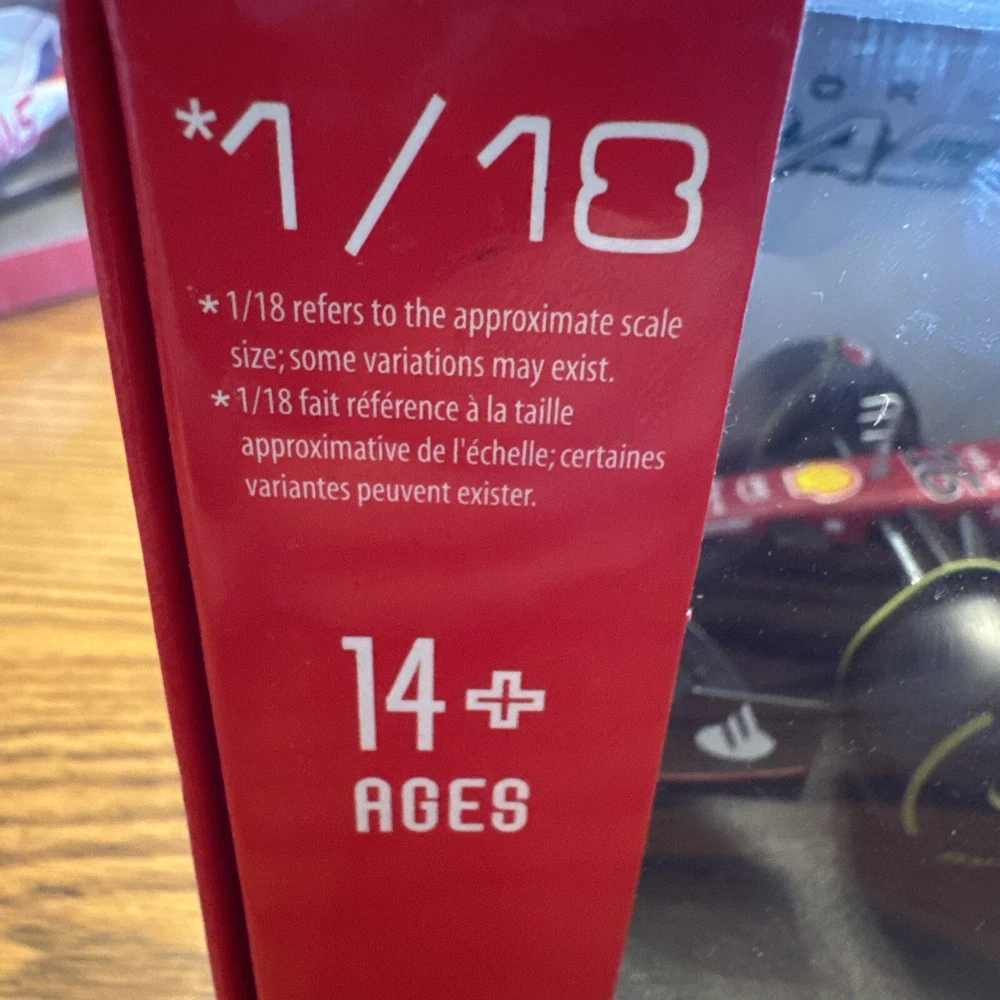 *1/18
* 1/18 refers to the approximate scale
size; some variations may exist.
* 1/18 fait référence à la taille
approximative de l'échelle; certaines
variantes peuvent exister.
14+
AGES